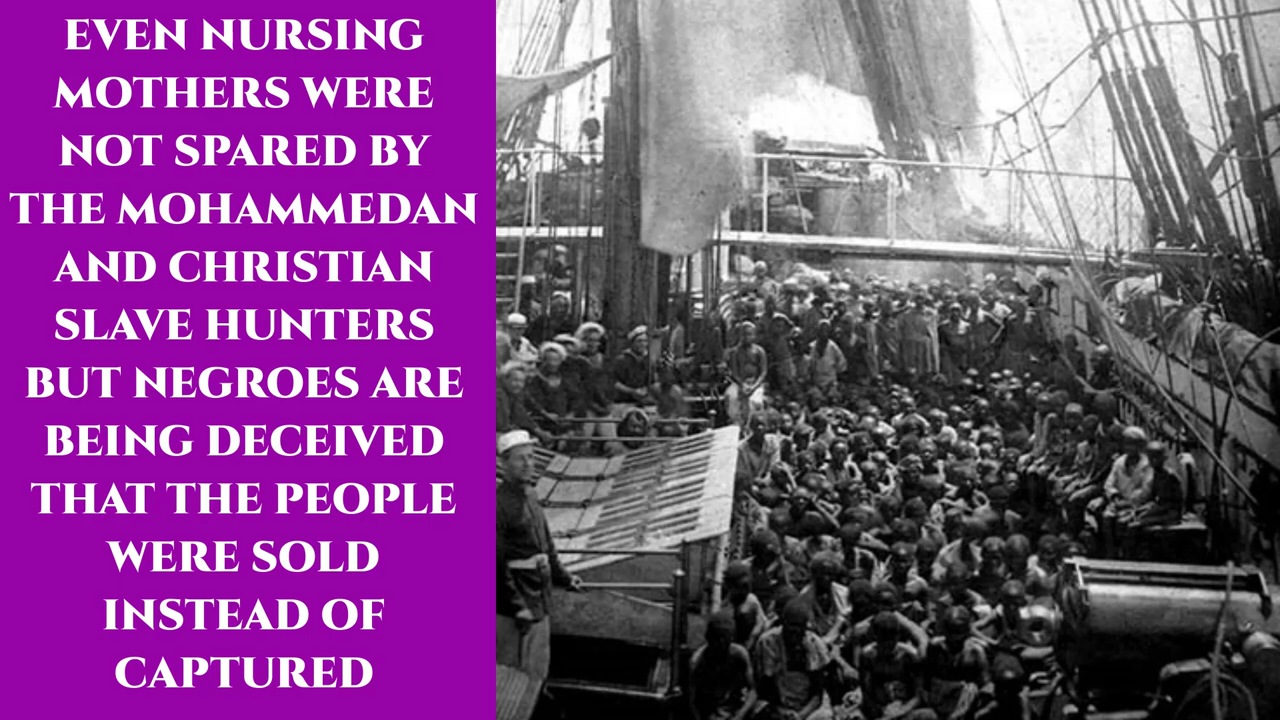 EVEN NURSING
MOTHERS WERE
NOT SPARED BY
THE MOHAMMEDAN
AND CHRISTIAN
SLAVE HUNTERS
BUT NEGROES ARE
BEING DECEIVED
THAT THE PEOPLE
WERE SOLD
INSTEAD OF
CAPTURED